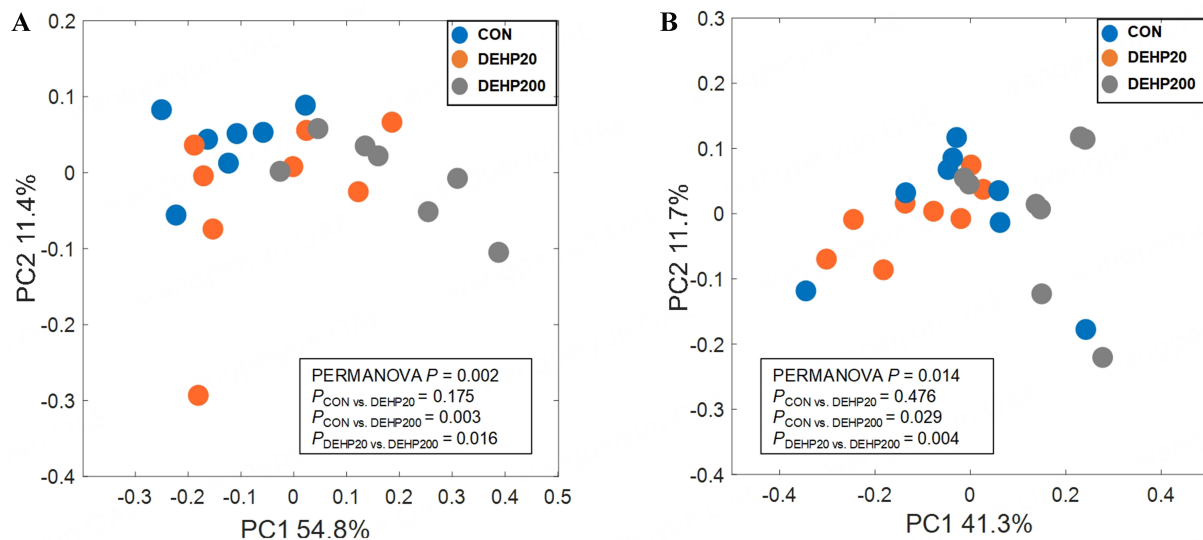 A
CON
DEHP20
DEHP200
0.2
0.1
0
-0.1
-0.2
-0.3
-0.4
PC2 11.4%
PERMANOVA P = 0.002
PCON vs. DEHP20 = 0.175
PCON vs. DEHP200 = 0.003
PDEHP20 vs. DEHP200 = 0.016
-0.3 -0.2 -0.1 0 0.1 0.2 0.3 0.4 0.5
PC1 54.8%
B
CON
DEHP20
DEHP200
0.3
0.2
0.1
0
-0.1
-0.2
-0.3
-0.4
PC2 11.7%
PERMANOVA P = 0.014
PCON vs. DEHP20 = 0.476
PCON vs. DEHP200 = 0.029
PDEHP20 vs. DEHP200 = 0.004
-0.4 -0.2 0 0.2 0.4
PC1 41.3%